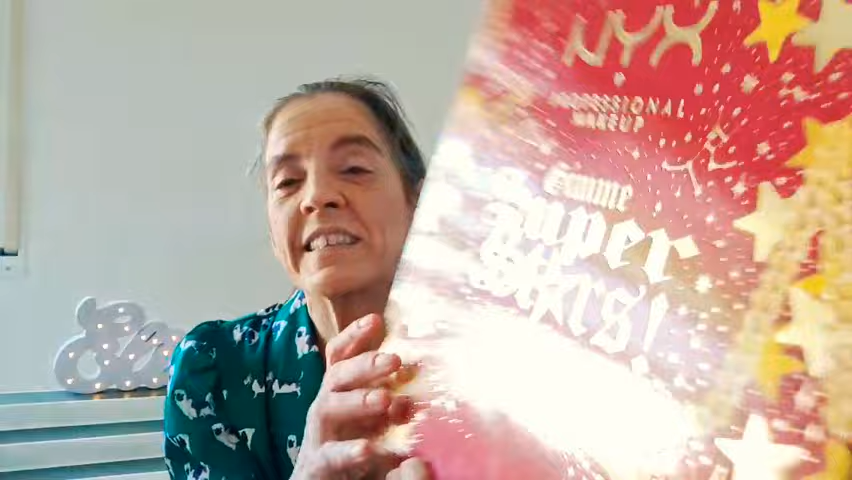 NYX
PROFESSIONAL
MAKEUP
Gimme
Super
Stars!
&